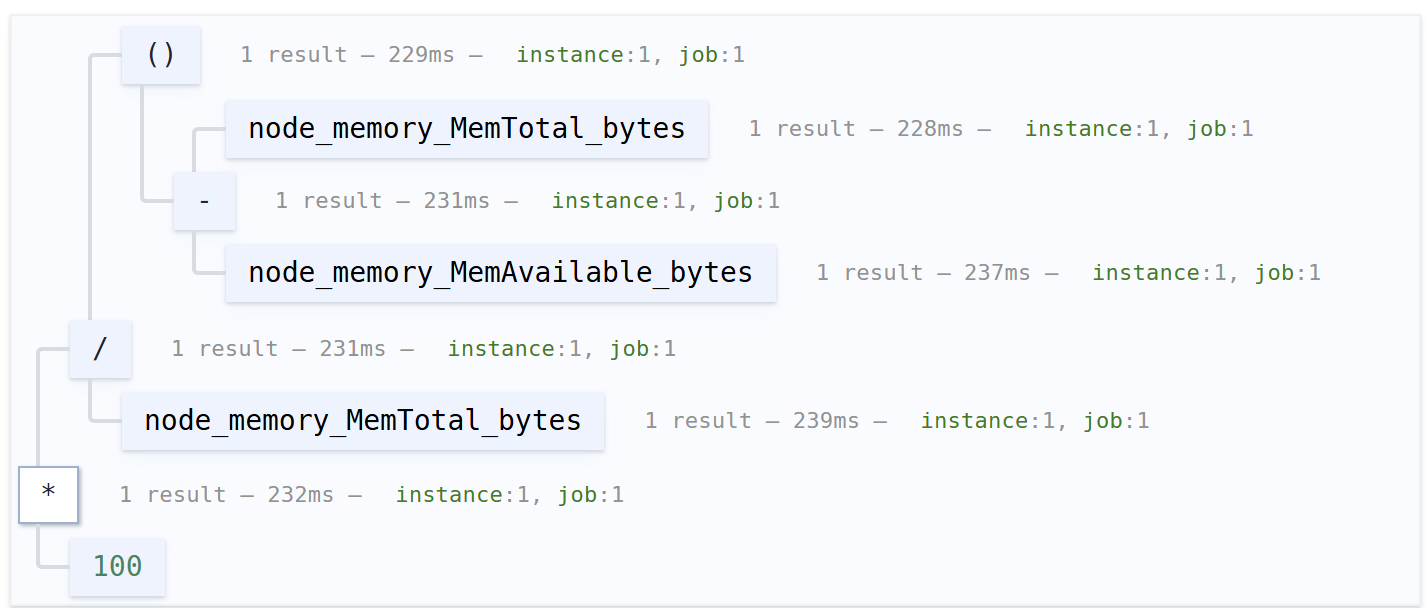 () 1 result – 229ms – instance:1, job:1
node_memory_MemTotal_bytes 1 result – 228ms – instance:1, job:1
- 1 result – 231ms – instance:1, job:1
node_memory_MemAvailable_bytes 1 result – 237ms – instance:1, job:1
/ 1 result – 231ms – instance:1, job:1
node_memory_MemTotal_bytes 1 result – 239ms – instance:1, job:1
* 1 result – 232ms – instance:1, job:1
100